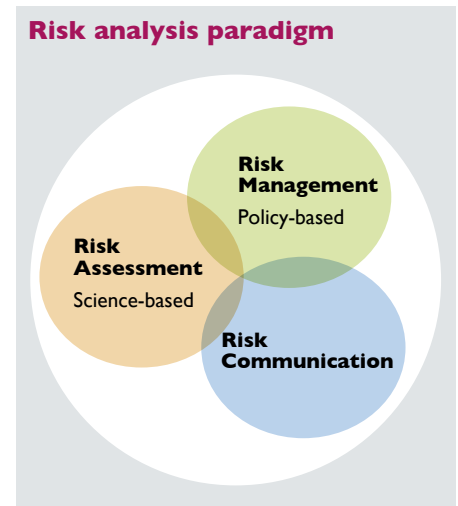 Risk analysis paradigm
Risk
Management
Policy-based
Risk
Assessment
Science-based
Risk
Communication